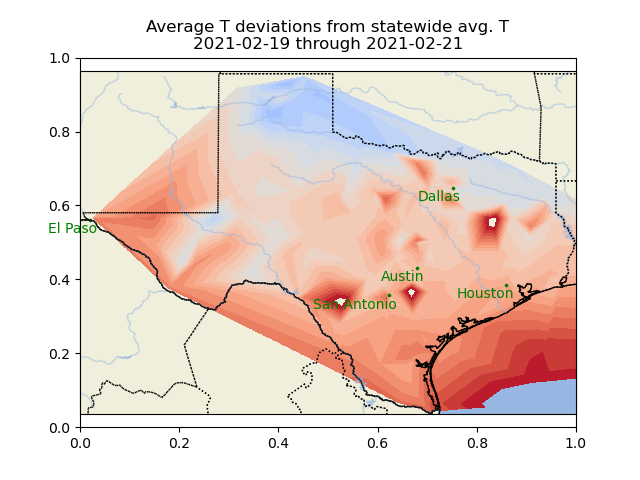 Average T deviations from statewide avg. T
2021-02-19 through 2021-02-21
1.0
0.8
0.6
0.4
0.2
0.0
El Paso
Dallas
Austin
San Antonio
Houston
0.0 0.2 0.4 0.6 0.8 1.0